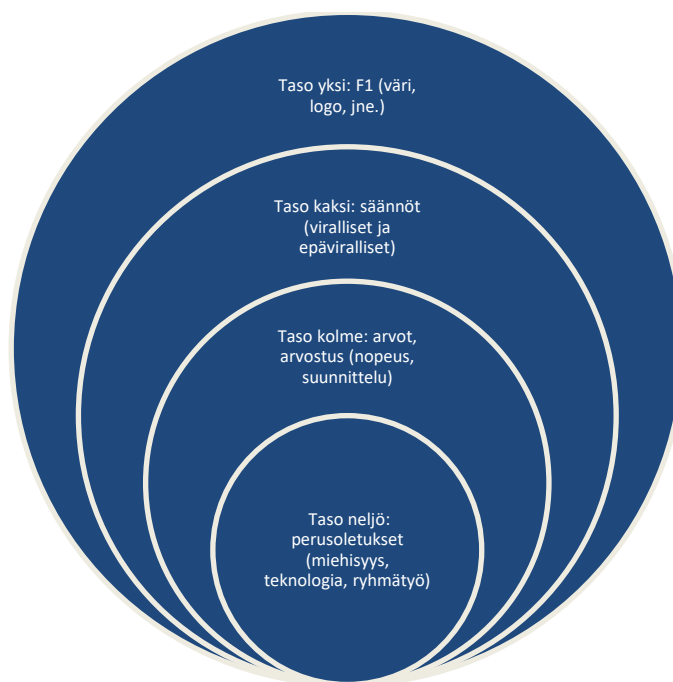 Taso yksi: F1 (väri,
logo, jne.)
Taso kaksi: säännöt
(viralliset ja
epäviralliset)
Taso kolme: arvot,
arvostus (nopeus,
suunnittelu)
Taso neljö:
perusoletukset
(miehisyys,
teknologia, ryhmätyö)